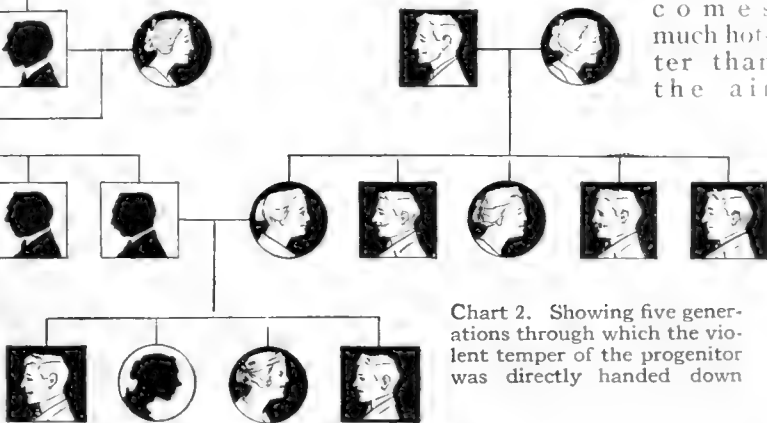 comes
much hot-
ter than
the air
Chart 2. Showing five gener-
ations through which the vio-
lent temper of the progenitor
was directly handed down